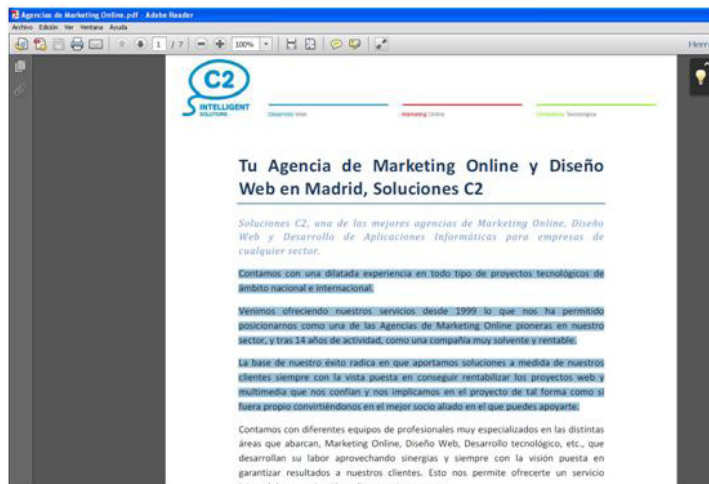 Agencias de Marketing Online.pdf - Adobe Reader
Archivo Edición Ver Ventana Ayuda
1 / 7 100%
C2
INTELLIGENT
SOLUTIONS
Desarrollo Web Marketing Online Consultoría Tecnológica
Tu Agencia de Marketing Online y Diseño
Web en Madrid, Soluciones C2
Soluciones C2, una de las mejores agencias de Marketing Online, Diseño
Web y Desarrollo de Aplicaciones Informáticas para empresas de
cualquier sector.
Contamos con una dilatada experiencia en todo tipo de proyectos tecnológicos de
ámbito nacional e internacional.
Venimos ofreciendo nuestros servicios desde 1999 lo que nos ha permitido
posicionarnos como una de las Agencias de Marketing Online pioneras en nuestro
sector, y tras 14 años de actividad, como una compañía muy solvente y rentable.
La base de nuestro éxito radica en que aportamos soluciones a medida de nuestros
clientes siempre con la vista puesta en conseguir rentabilizar los proyectos web y
multimedia que nos confían y nos implicamos en el proyecto de tal forma como si
fuera propio convirtiéndonos en el mejor socio aliado en el que puedes apoyarte.
Contamos con diferentes equipos de profesionales muy especializados en las distintas
áreas que abarcan, Marketing Online, Diseño Web, Desarrollo tecnológico, etc., que
desarrollan su labor aprovechando sinergias y siempre con la visión puesta en
garantizar resultados a nuestros clientes. Esto nos permite ofrecerte un servicio